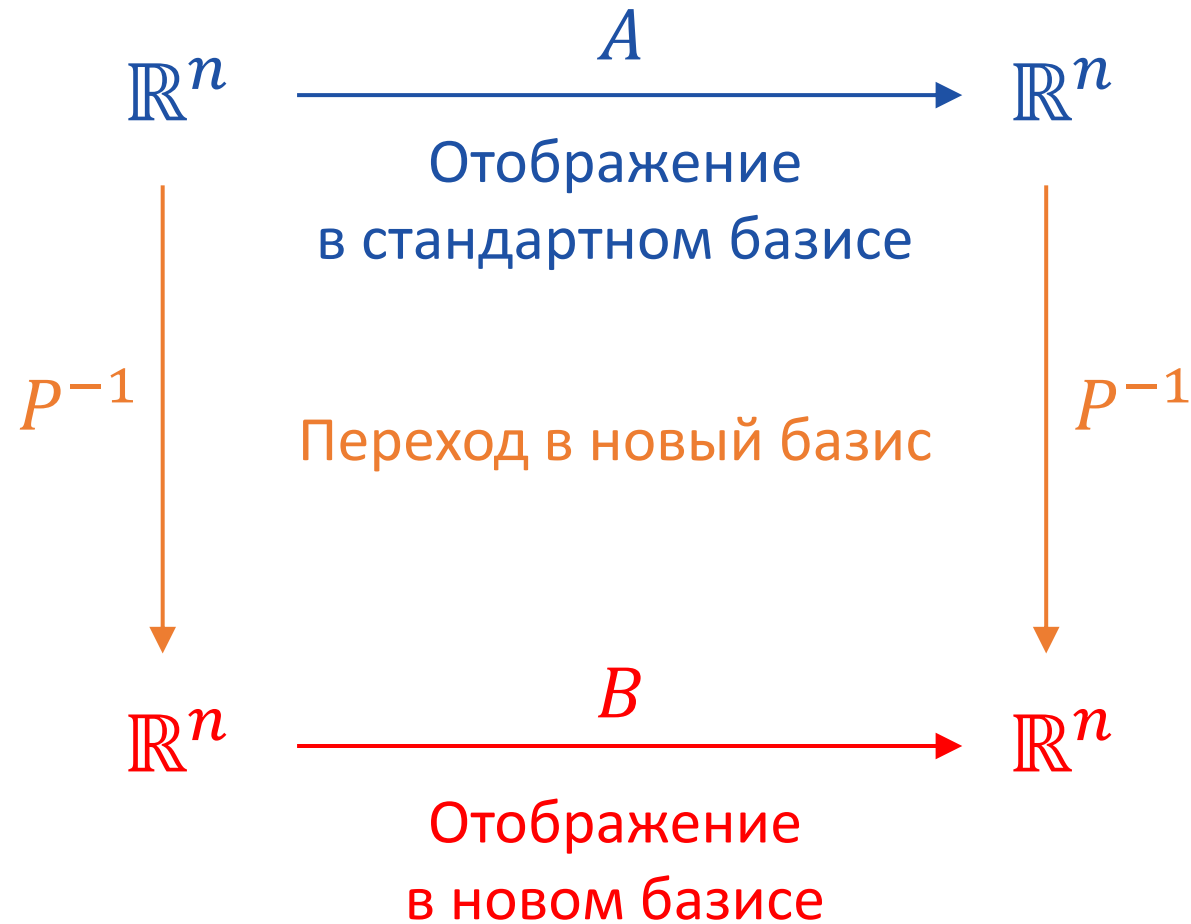 A
ℝⁿ ℝⁿ
Отображение
в стандартном базисе
P⁻¹ P⁻¹
Переход в новый базис
B
ℝⁿ ℝⁿ
Отображение
в новом базисе